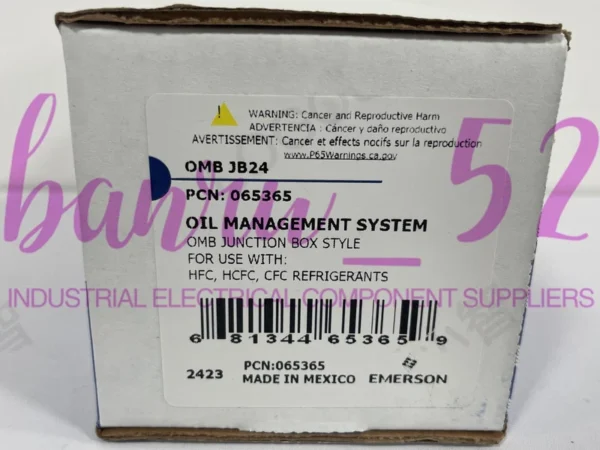 WARNING: Cancer and Reproductive Harm
ADVERTENCIA : Cáncer y daño reproductivo
AVERTISSEMENT: Cancer et effects nocifs sur la reproduction
www.P65Warnings.ca.gov
OMB JB24
PCN: 065365
OIL MANAGEMENT SYSTEM
OMB JUNCTION BOX STYLE
FOR USE WITH:
HFC, HCFC, CFC REFRIGERANTS
INDUSTRIAL ELECTRICAL COMPONENT SUPPLIERS
6 81344 65365 9
PCN:065365
2423 MADE IN MEXICO EMERSON